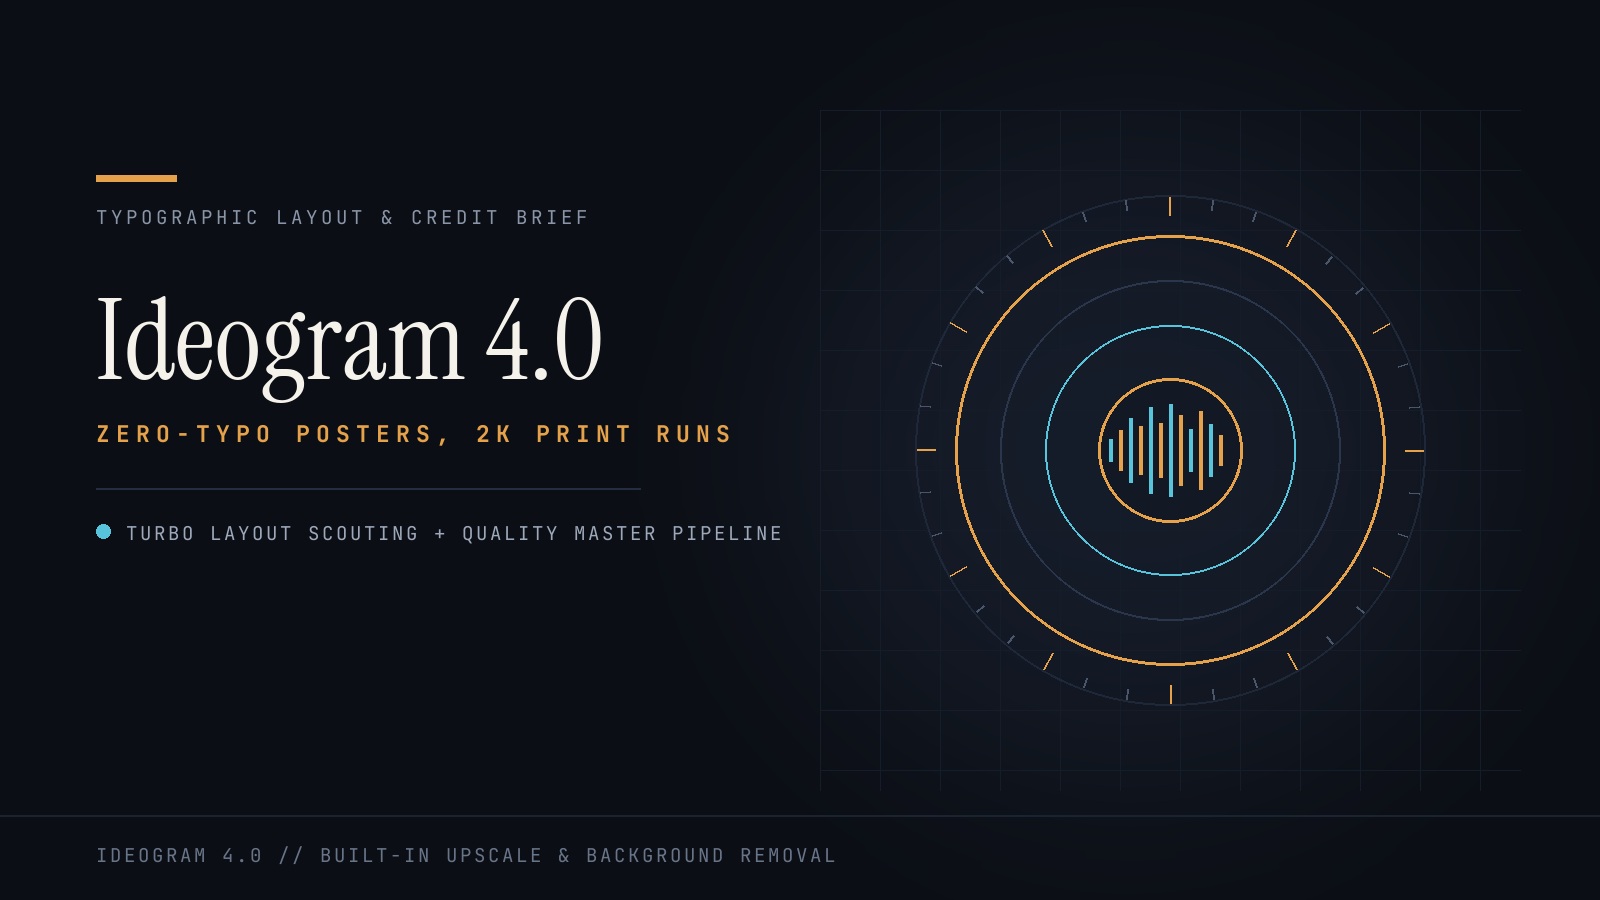 TYPOGRAPHIC LAYOUT & CREDIT BRIEF
Ideogram 4.0
ZERO-TYPO POSTERS, 2K PRINT RUNS
TURBO LAYOUT SCOUTING + QUALITY MASTER PIPELINE
IDEOGRAM 4.0 // BUILT-IN UPSCALE & BACKGROUND REMOVAL